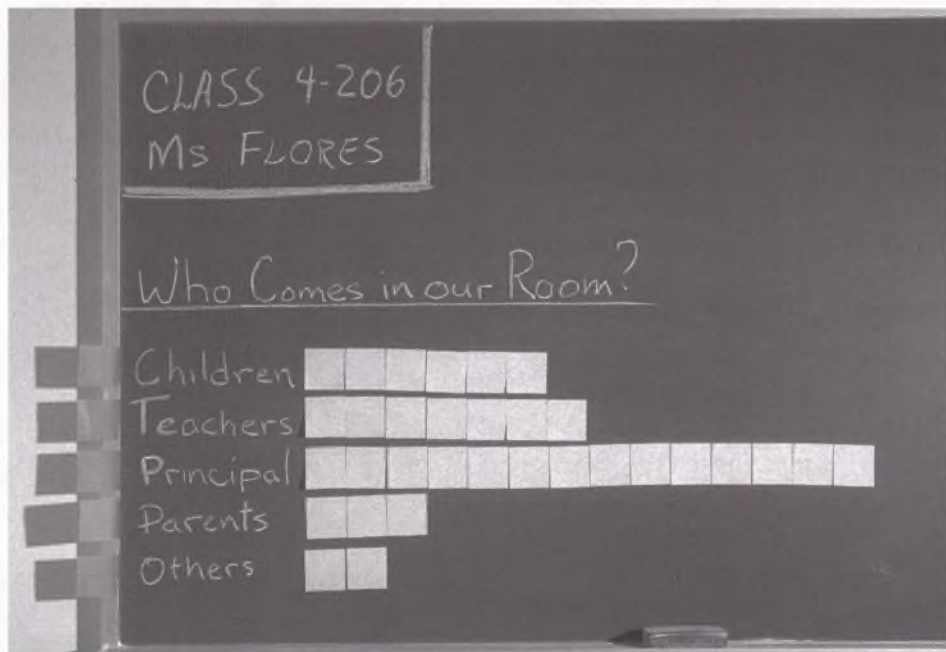 CLASS 4-206
Ms FLORES
Who Comes in our Room?
Children
Teachers
Principal
Parents
Others